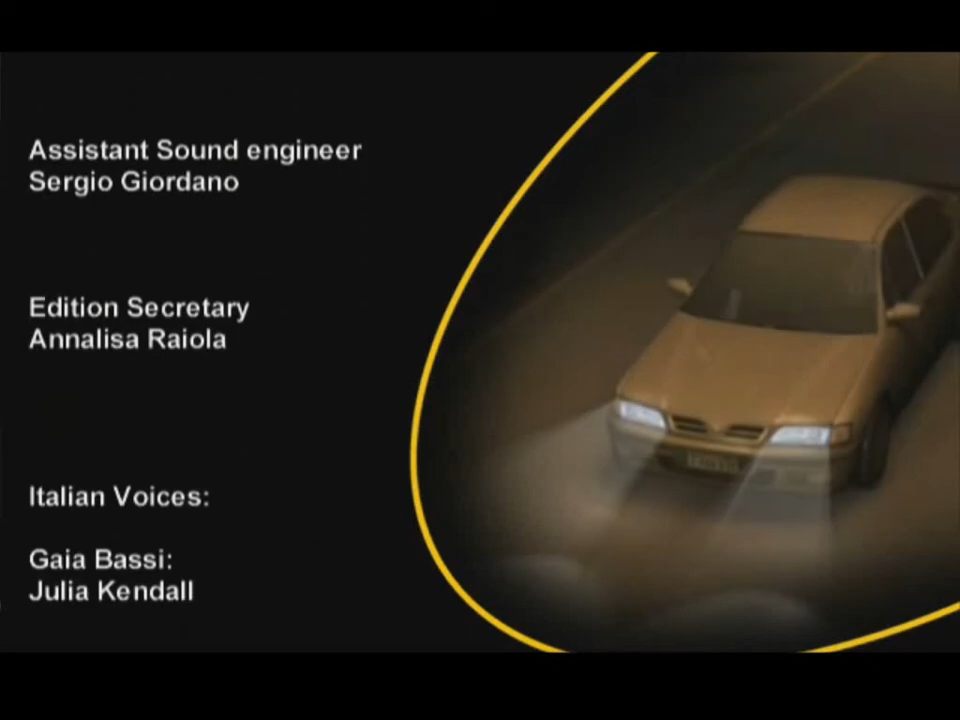 Assistant Sound engineer
Sergio Giordano
Edition Secretary
Annalisa Raiola
Italian Voices:
Gaia Bassi:
Julia Kendall